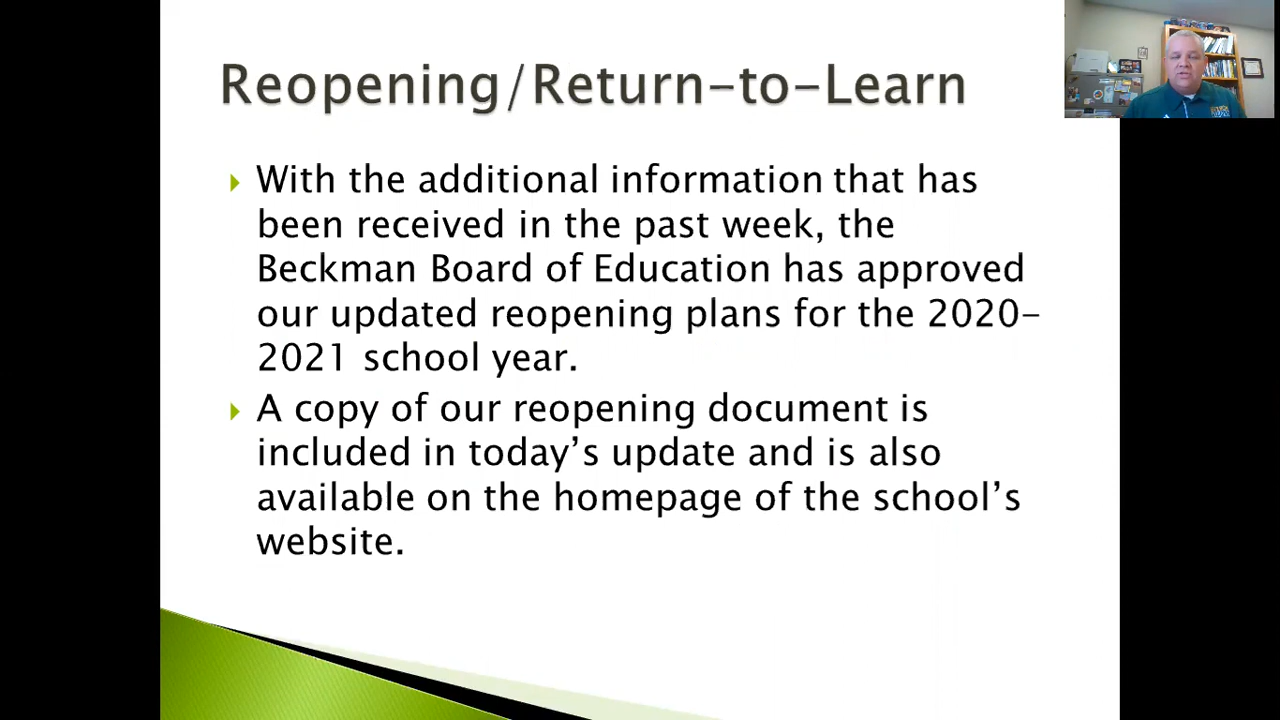 Reopening/Return-to-Learn
With the additional information that has
been received in the past week, the
Beckman Board of Education has approved
our updated reopening plans for the 2020-
2021 school year.
A copy of our reopening document is
included in today’s update and is also
available on the homepage of the school’s
website.